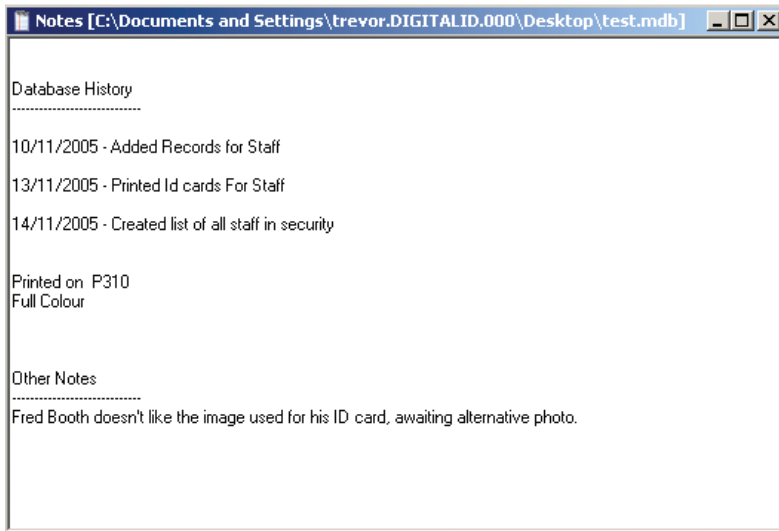 Notes [C:\Documents and Settings\trevor.DIGITALID.000\Desktop\test.mdb]
Database History
-----------------------------
10/11/2005 - Added Records for Staff
13/11/2005 - Printed Id cards For Staff
14/11/2005 - Created list of all staff in security
Printed on  P310
Full Colour
Other Notes
-----------------------------
Fred Booth doesn't like the image used for his ID card, awaiting alternative photo.